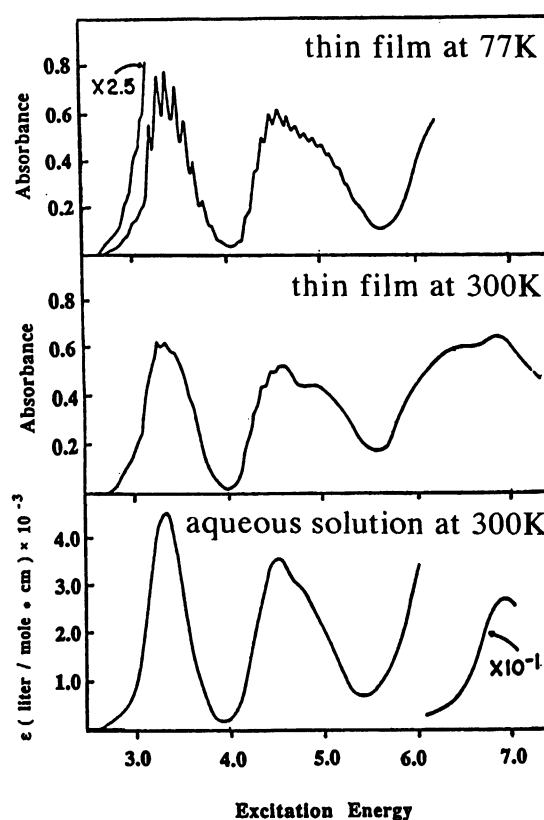 thin film at 77K
×2.5
Absorbance
0.8
0.6
0.4
0.2
thin film at 300K
Absorbance
0.8
0.6
0.4
0.2
aqueous solution at 300K
ε ( liter / mole • cm ) × 10⁻³
4.0
3.0
2.0
1.0
×10⁻¹
3.0 4.0 5.0 6.0 7.0
Excitation Energy